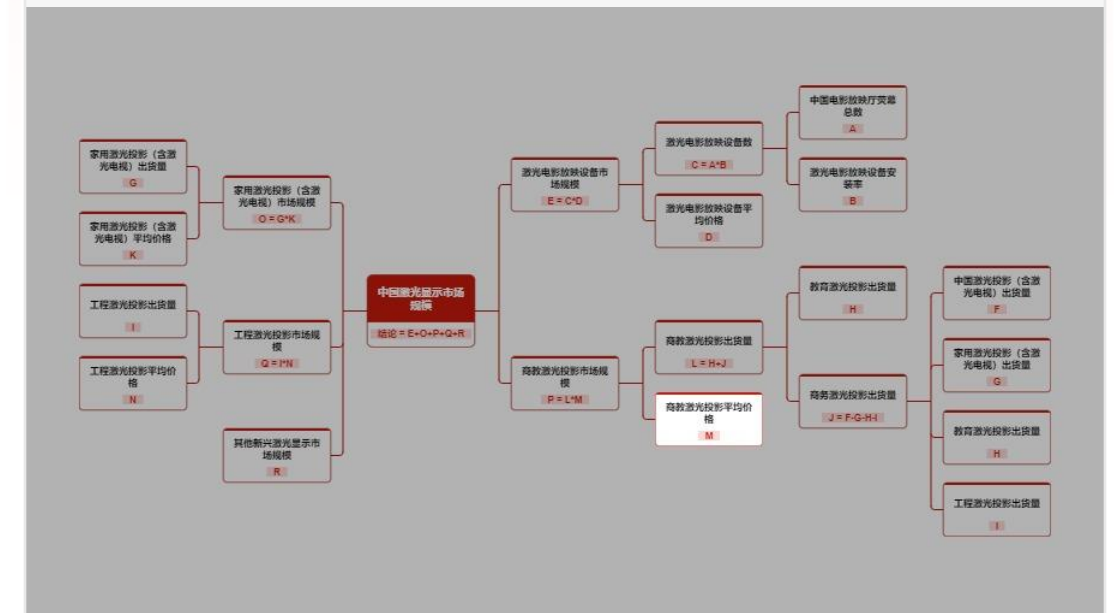 家用激光投影（含激
光电视）出货量
G
家用激光投影（含激
光电视）平均价格
K
工程激光投影出货量
I
工程激光投影平均价
格
N
家用激光投影（含激
光电视）市场规模
O = G*K
工程激光投影市场规
模
Q = I*N
其他新兴激光显示市
场规模
R
中国激光显示市场
规模
结论 = E+O+P+Q+R
激光电影放映设备市
场规模
E = C*D
商教激光投影市场规
模
P = L*M
激光电影放映设备数
C = A*B
激光电影放映设备平
均价格
D
商教激光投影出货量
L = H+J
商教激光投影平均价
格
M
中国电影放映厅荧幕
总数
A
激光电影放映设备安
装率
B
教育激光投影出货量
H
商务激光投影出货量
J = F-G-H-I
中国激光投影（含激
光电视）出货量
F
家用激光投影（含激
光电视）出货量
G
教育激光投影出货量
H
工程激光投影出货量
I